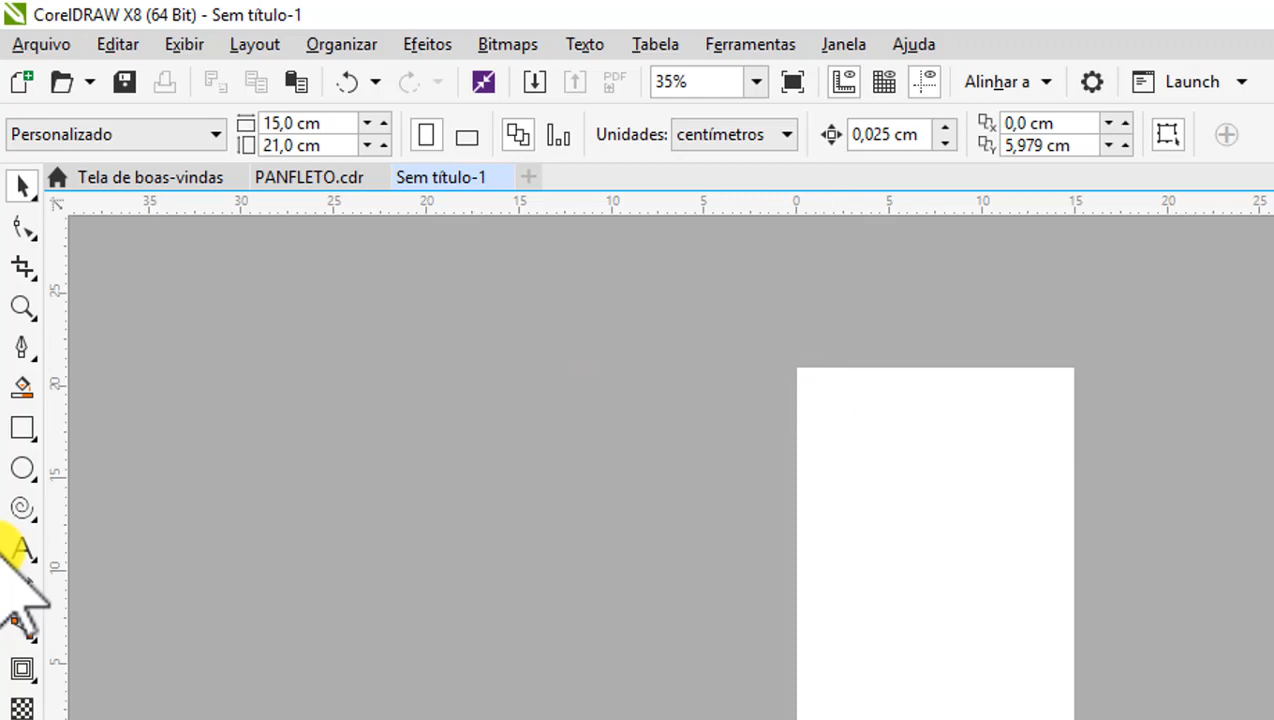 CorelDRAW X8 (64 Bit) - Sem título-1
Arquivo Editar Exibir Layout Organizar Efeitos Bitmaps Texto Tabela Ferramentas Janela Ajuda
PDF 35% Alinhar a Launch
Personalizado 15,0 cm Unidades: centímetros 0,025 cm 0,0 cm
21,0 cm 5,979 cm
Tela de boas-vindas PANFLETO.cdr Sem título-1
35 30 25 20 15 10 5 0 5 10 15 20 25
25
20
15
10
5